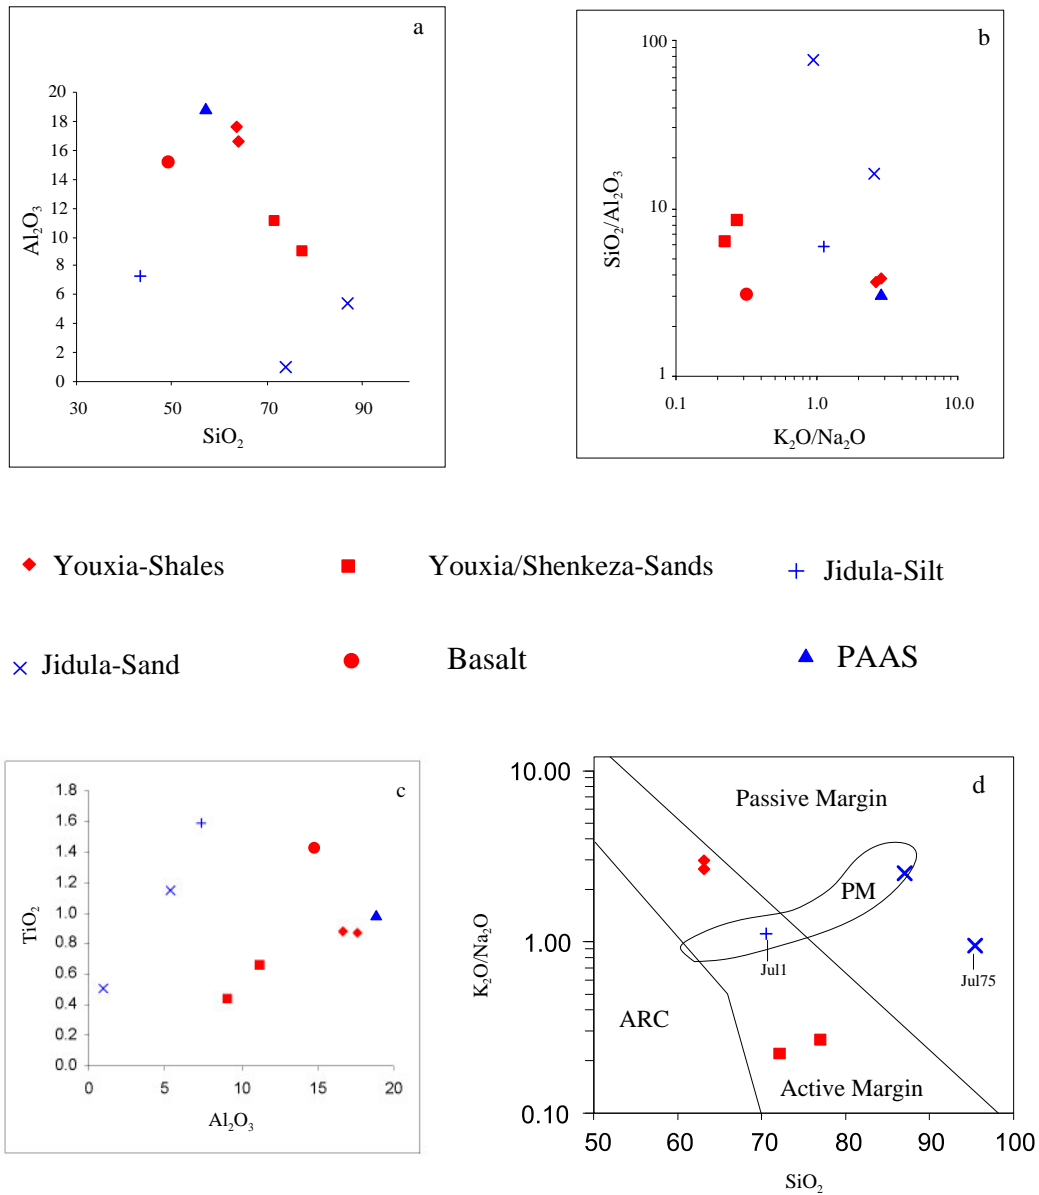 a
20
18
16
14
12
10
8
6
4
2
0
Al₂O₃
30 50 70 90
SiO₂
b
100
10
1
SiO₂/Al₂O₃
0.1 1.0 10.0
K₂O/Na₂O
Youxia-Shales
Youxia/Shenkeza-Sands
Jidula-Silt
Jidula-Sand
Basalt
PAAS
c
1.8
1.6
1.4
1.2
1.0
0.8
0.6
0.4
0.2
0.0
TiO₂
0 5 10 15 20
Al₂O₃
d
10.00
1.00
0.10
K₂O/Na₂O
Passive Margin
PM
Jul1
Jul75
ARC
Active Margin
50 60 70 80 90 100
SiO₂